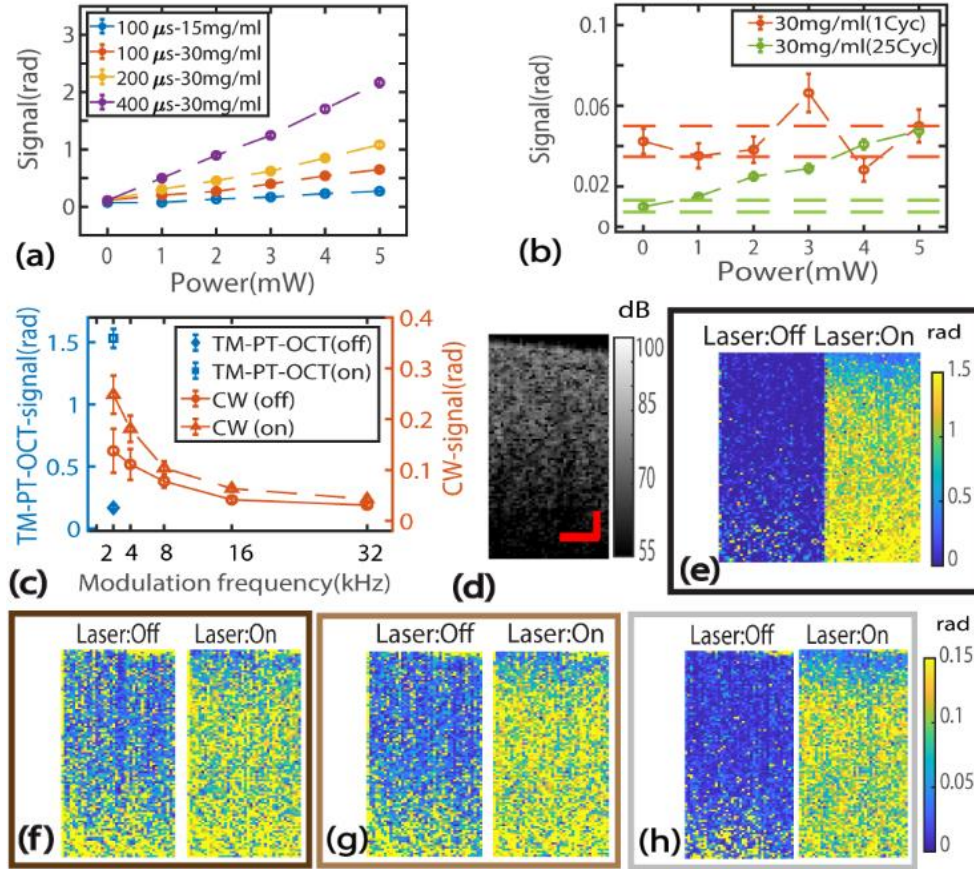 3
2
1
0
Signal(rad)
100 μs-15mg/ml
100 μs-30mg/ml
200 μs-30mg/ml
400 μs-30mg/ml
0 1 2 3 4 5
Power(mW)
(a)
0.1
0.06
0.02
0
Signal(rad)
30mg/ml(1Cyc)
30mg/ml(25Cyc)
0 1 2 3 4 5
Power(mW)
(b)
TM-PT-OCT-signal(rad)
1.5
1
0.5
0
TM-PT-OCT(off)
TM-PT-OCT(on)
CW (off)
CW (on)
0.4
0.3
0.2
0.1
0
CW-signal(rad)
2 4 8 16 32
Modulation frequency(kHz)
(c)
dB
100
85
70
55
(d)
Laser:Off Laser:On
rad
1.5
1
0.5
0
(e)
Laser:Off Laser:On
(f)
Laser:Off Laser:On
(g)
Laser:Off Laser:On
rad
0.15
0.1
0.05
0
(h)